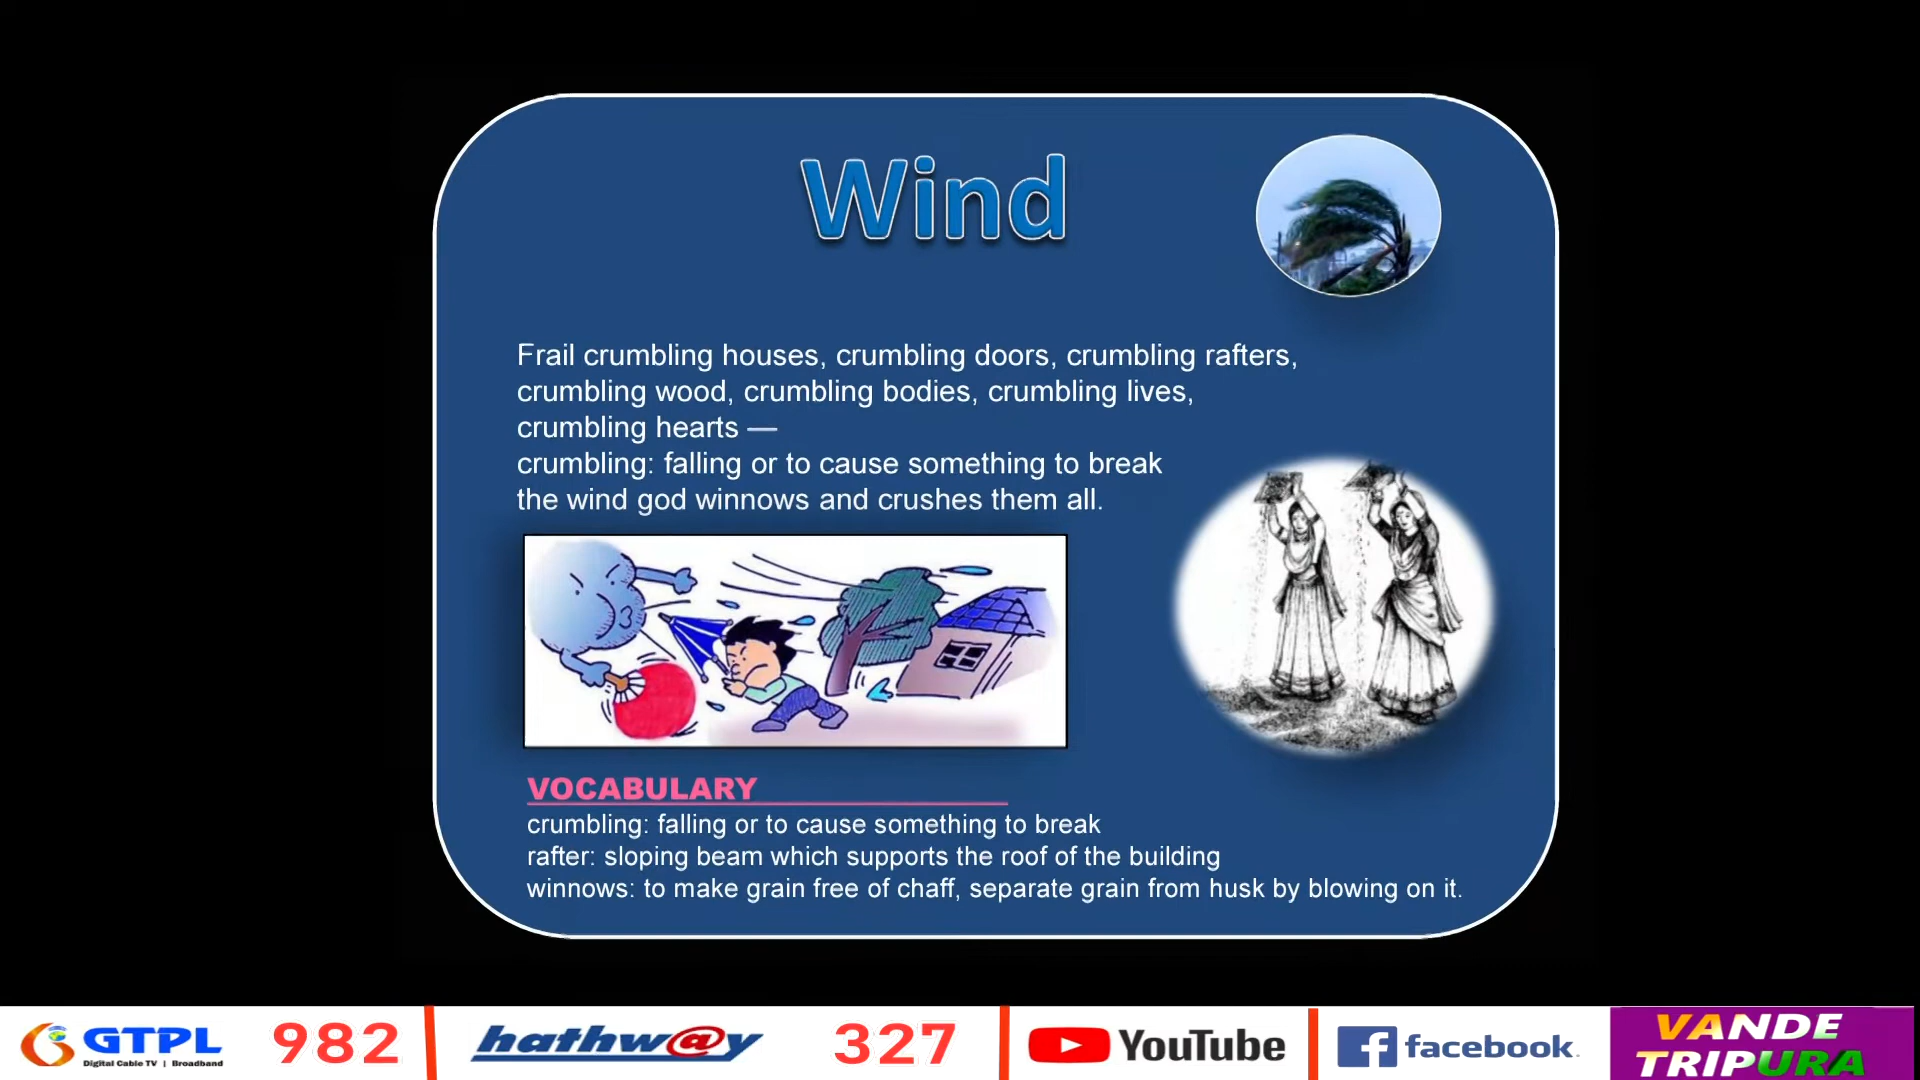 Wind
Frail crumbling houses, crumbling doors, crumbling rafters,
crumbling wood, crumbling bodies, crumbling lives,
crumbling hearts —
crumbling: falling or to cause something to break
the wind god winnows and crushes them all.
VOCABULARY
crumbling: falling or to cause something to break
rafter: sloping beam which supports the roof of the building
winnows: to make grain free of chaff, separate grain from husk by blowing on it.
GTPL 982 hathw@y 327 YouTube facebook. VANDE
Digital Cable TV | Broadband TRIPURA